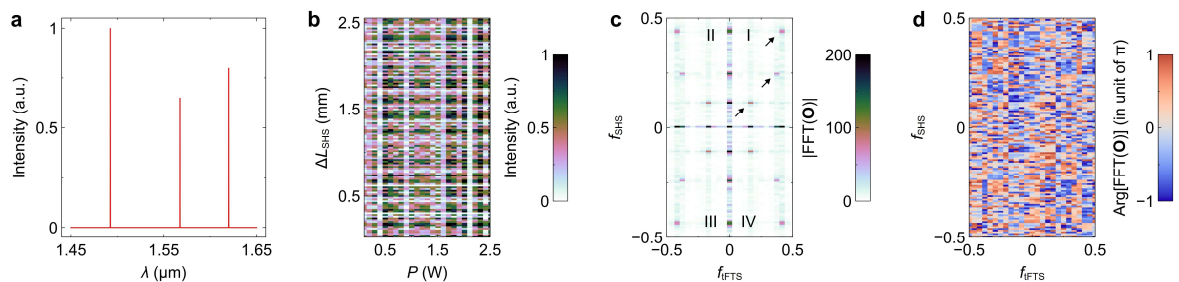 a
Intensity (a.u.)
1
0.5
0
1.45
1.55
1.65
λ (µm)
b
ΔL_SHS (mm)
2.5
1.5
0.5
0.5
1.5
2.5
P (W)
Intensity (a.u.)
1
0.5
0
c
f_SHS
0.5
0
−0.5
II
I
III
IV
−0.5
0
0.5
f_tFTS
|FFT(O)|
200
100
0
d
f_SHS
0.5
0
−0.5
−0.5
0
0.5
f_tFTS
Arg[FFT(O)] (in unit of π)
1
0
−1